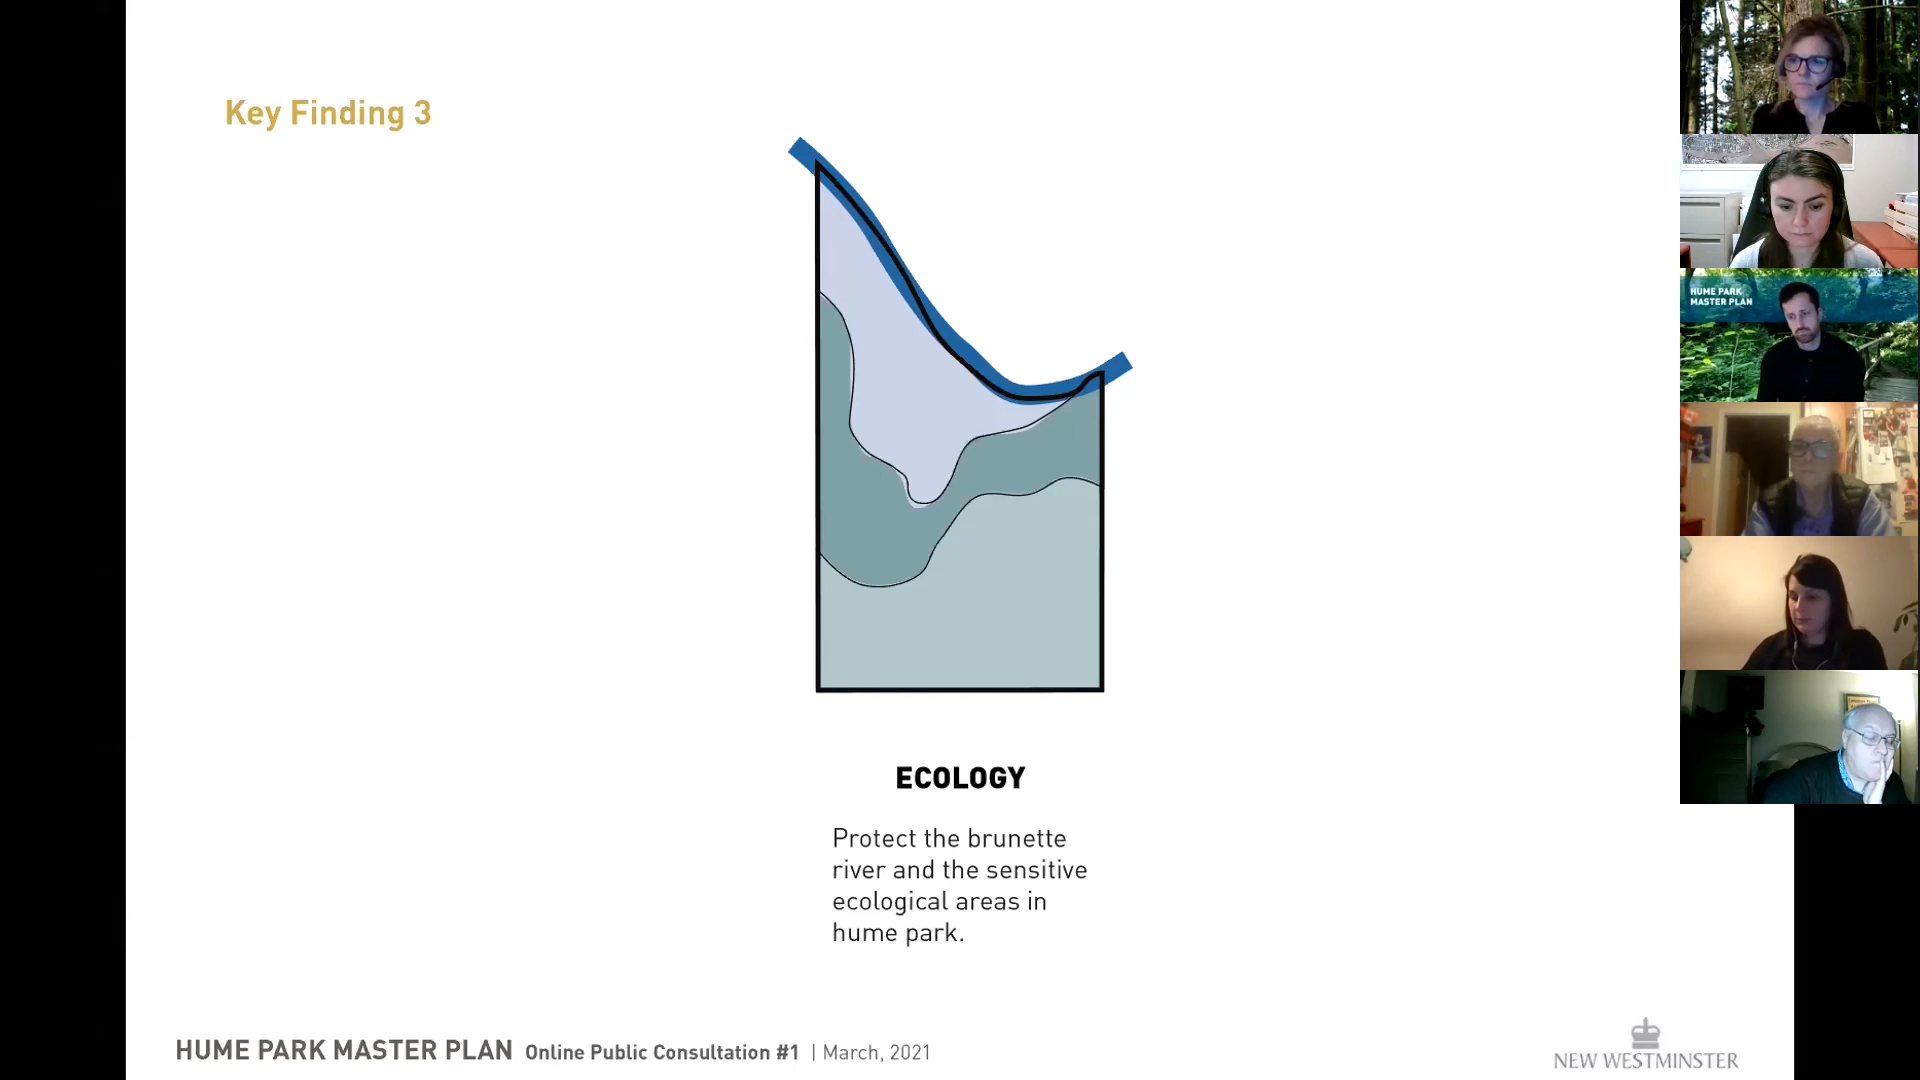 Key Finding 3
HUME PARK
MASTER PLAN
ECOLOGY
Protect the brunette
river and the sensitive
ecological areas in
hume park.
HUME PARK MASTER PLAN Online Public Consultation #1 | March, 2021
NEW WESTMINSTER